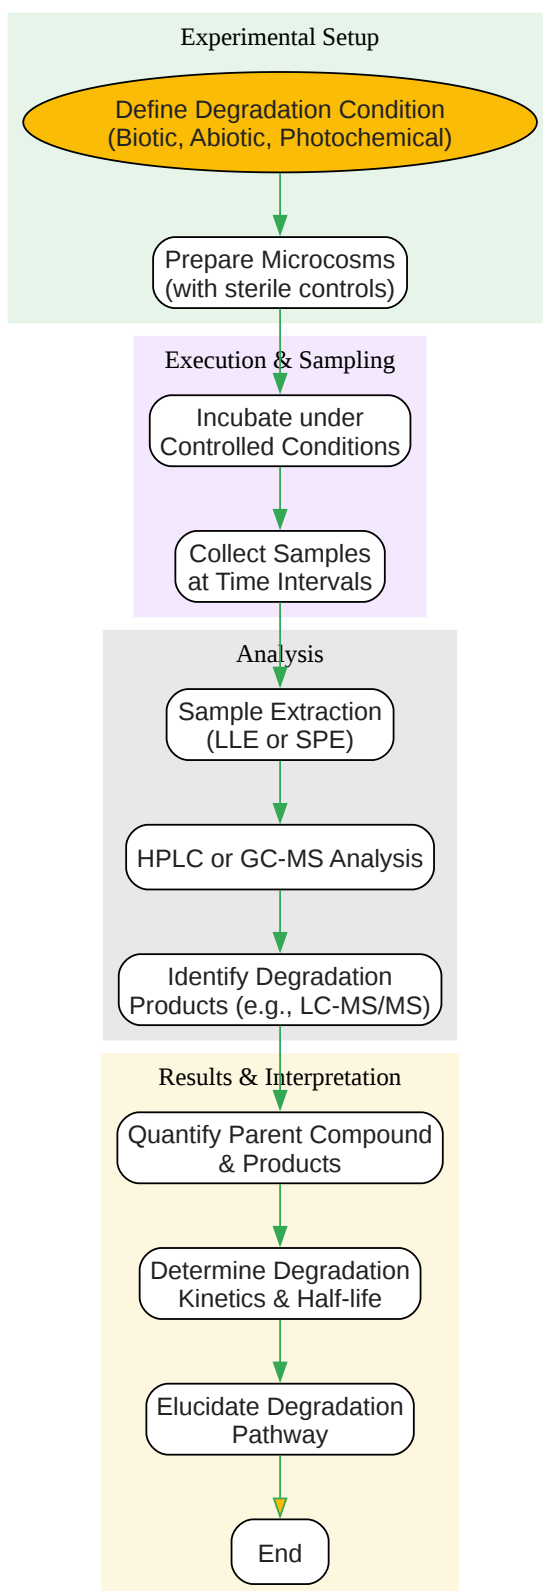 Experimental Setup
Define Degradation Condition
(Biotic, Abiotic, Photochemical)
Prepare Microcosms
(with sterile controls)
Execution & Sampling
Incubate under
Controlled Conditions
Collect Samples
at Time Intervals
Analysis
Sample Extraction
(LLE or SPE)
HPLC or GC-MS Analysis
Identify Degradation
Products (e.g., LC-MS/MS)
Results & Interpretation
Quantify Parent Compound
& Products
Determine Degradation
Kinetics & Half-life
Elucidate Degradation
Pathway
End